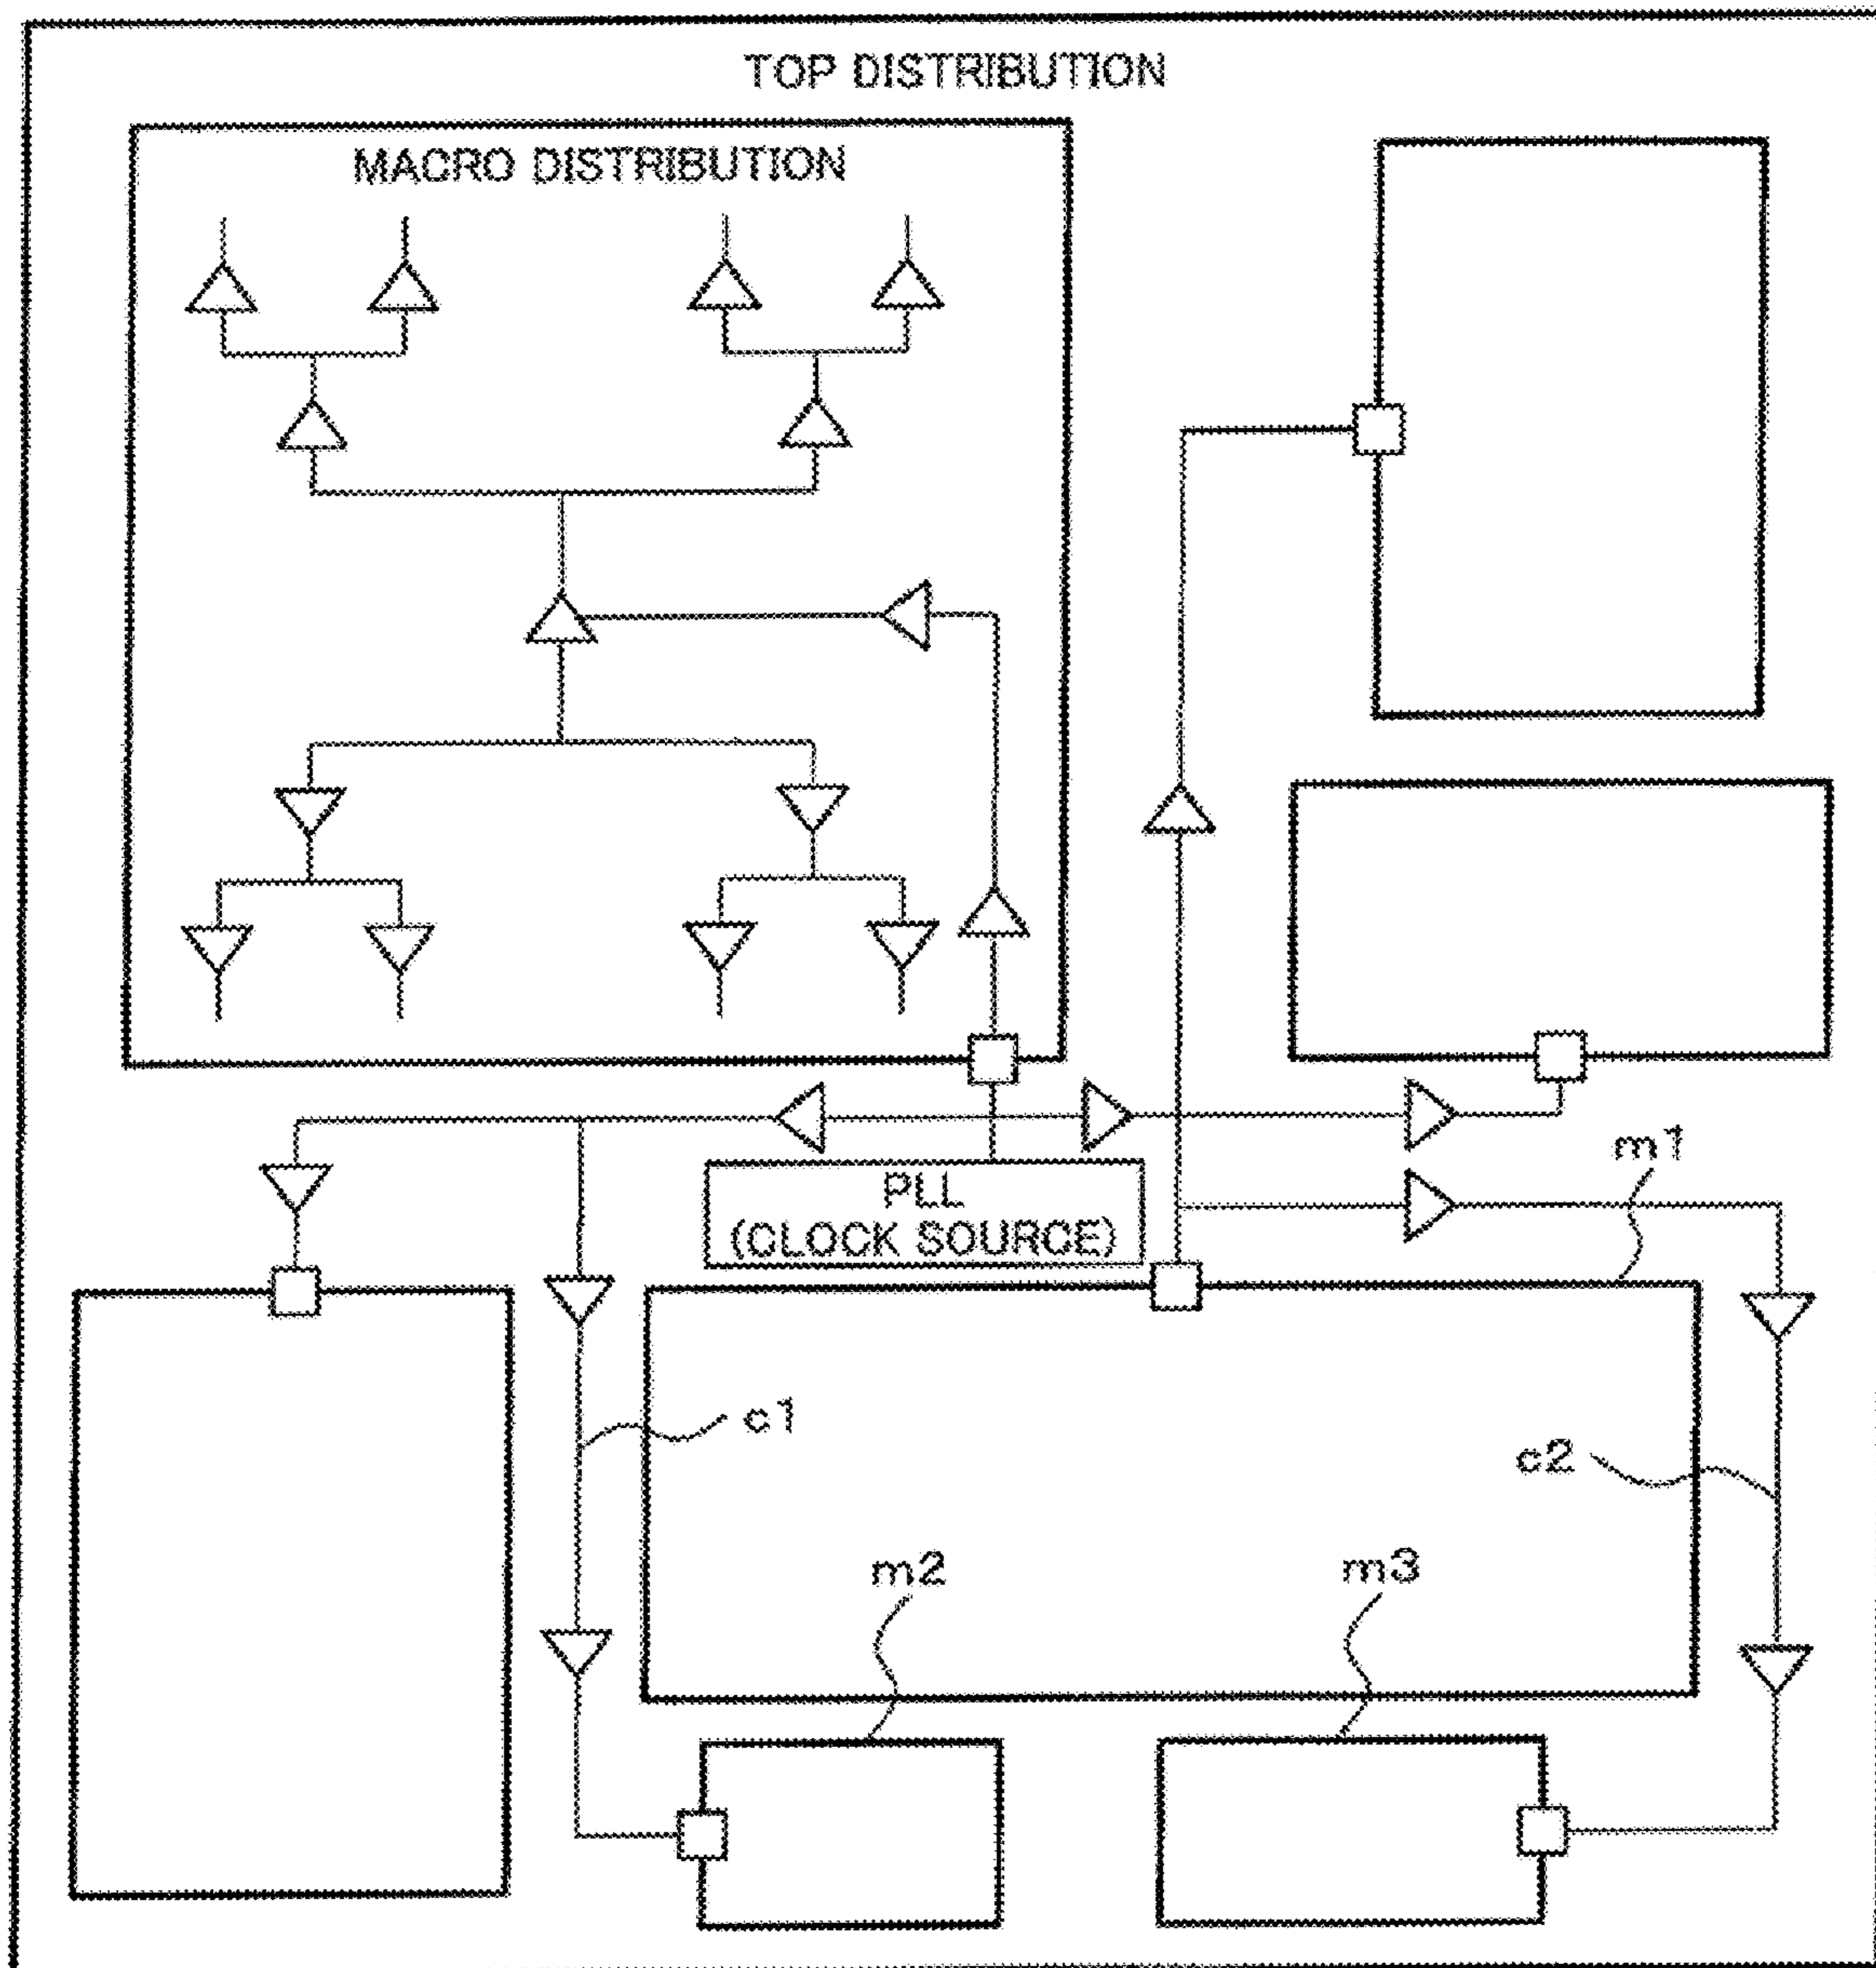 TOP DISTRIBUTION
MACRO DISTRIBUTION
m1
PLL
(CLOCK SOURCE)
c1
c2
m2
m3